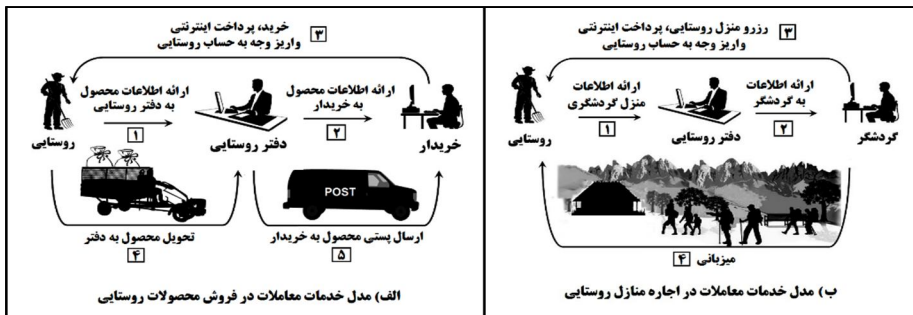 ۳
خرید، پرداخت اینترنتی
واریز وجه به حساب روستایی
ارائه اطلاعات محصول
به دفتر روستایی
۱
ارائه اطلاعات محصول
به خریدار
۲
روستایی
دفتر روستایی
خریدار
POST
تحویل محصول به دفتر
۴
ارسال پستی محصول به خریدار
۵
الف) مدل خدمات معاملات در فروش محصولات روستایی
۳
رزرو منزل روستایی، پرداخت اینترنتی
واریز وجه به حساب روستایی
ارائه اطلاعات
منزل گردشگری
۱
ارائه اطلاعات
به گردشگر
۲
روستایی
دفتر روستایی
گردشگر
میزبانی
۴
ب) مدل خدمات معاملات در اجاره منازل روستایی